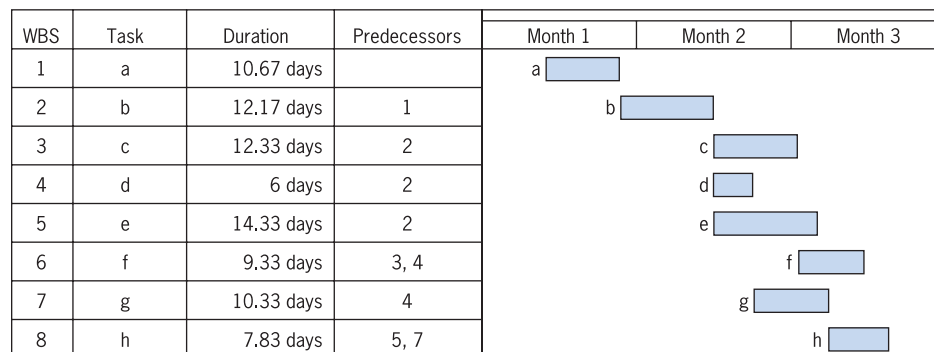 WBS Task Duration Predecessors Month 1 Month 2 Month 3
1 a 10.67 days a
2 b 12.17 days 1 b
3 c 12.33 days 2 c
4 d 6 days 2 d
5 e 14.33 days 2 e
6 f 9.33 days 3, 4 f
7 g 10.33 days 4 g
8 h 7.83 days 5, 7 h